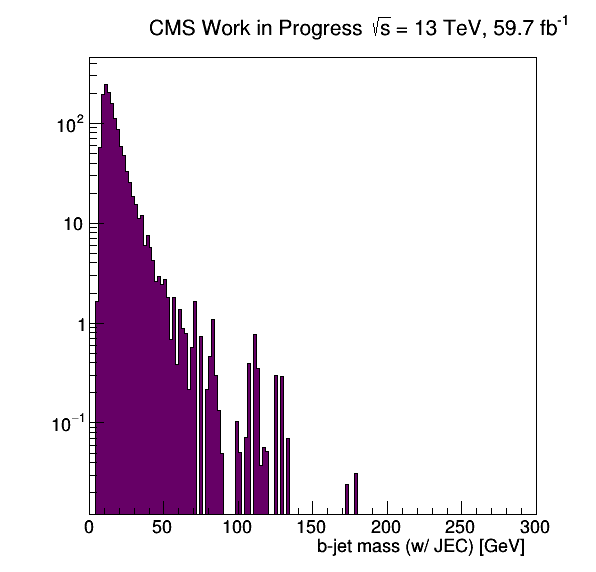 CMS Work in Progress √s = 13 TeV, 59.7 fb⁻¹
10²
10
1
10⁻¹
0 50 100 150 200 250 300
b-jet mass (w/ JEC) [GeV]